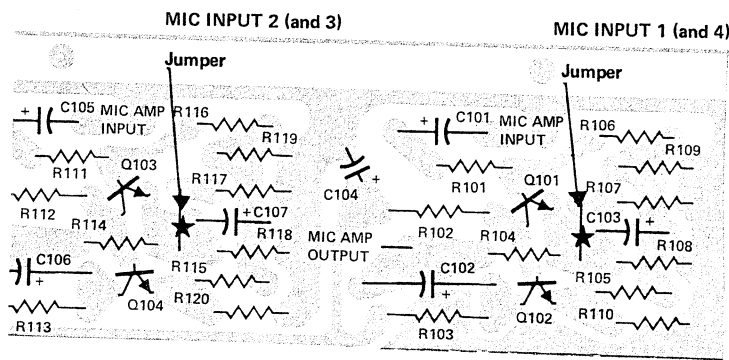 MIC INPUT 2 (and 3)
MIC INPUT 1 (and 4)
Jumper
Jumper
+
C105
MIC AMP
INPUT
R116
R119
R111
Q103
R117
R112
R114
+
C107
R118
C106
+
R115
Q104
R120
R113
C104
+
MIC AMP
OUTPUT
+
C101
MIC AMP
INPUT
R106
R109
R101
Q101
R107
R102
R104
C103
+
R108
C102
+
R105
Q102
R110
R103